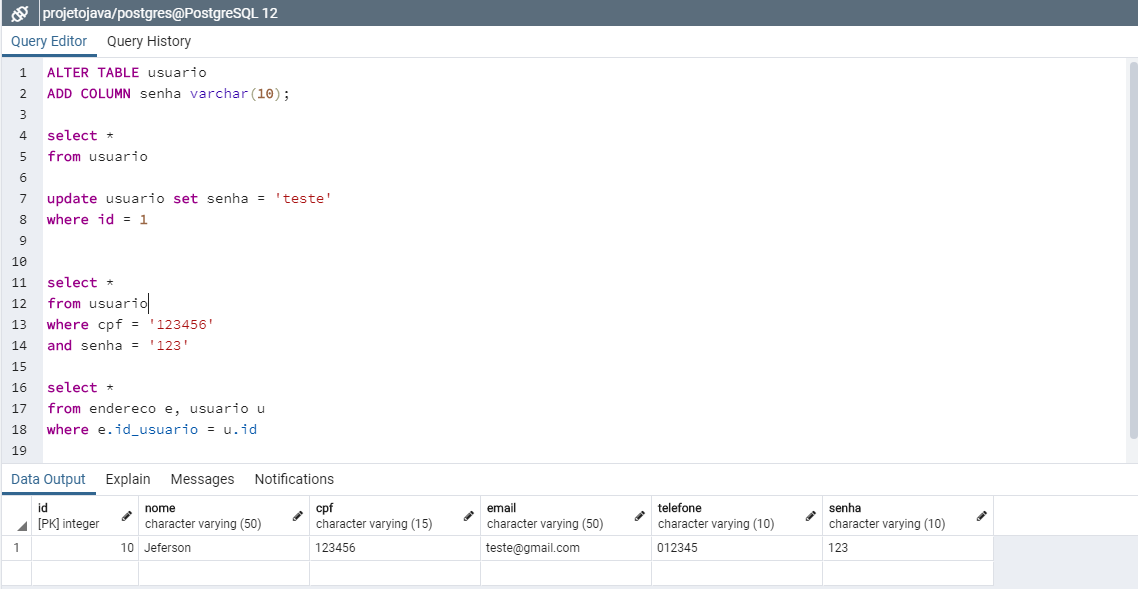 projetojava/postgres@PostgreSQL 12
Query Editor Query History
1 ALTER TABLE usuario
2 ADD COLUMN senha varchar(10);
3
4 select *
5 from usuario
6
7 update usuario set senha = 'teste'
8 where id = 1
9
10
11 select *
12 from usuario
13 where cpf = '123456'
14 and senha = '123'
15
16 select *
17 from endereco e, usuario u
18 where e.id_usuario = u.id
19
Data Output Explain Messages Notifications
id nome cpf email telefone senha
[PK] integer character varying (50) character varying (15) character varying (50) character varying (10) character varying (10)
1 10 Jeferson 123456 teste@gmail.com 012345 123